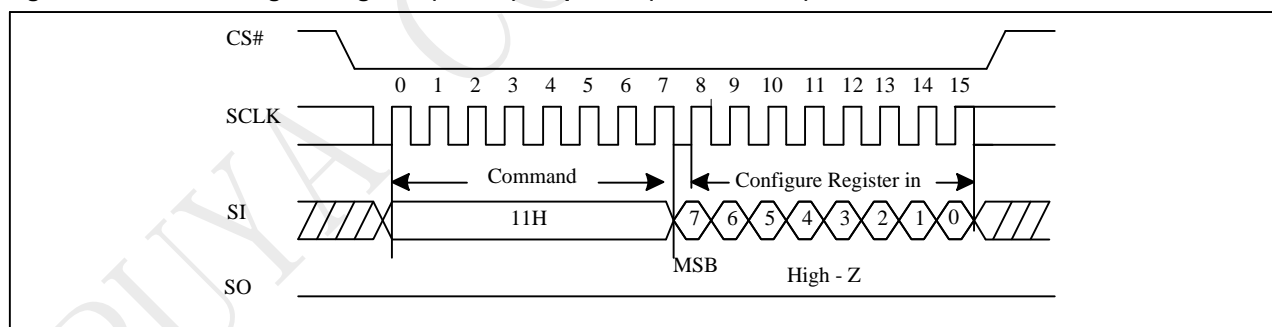 CS#
0 1 2 3 4 5 6 7 8 9 10 11 12 13 14 15
SCLK
Command Configure Register in
SI 11H 7 6 5 4 3 2 1 0
MSB High - Z
SO
PUYA